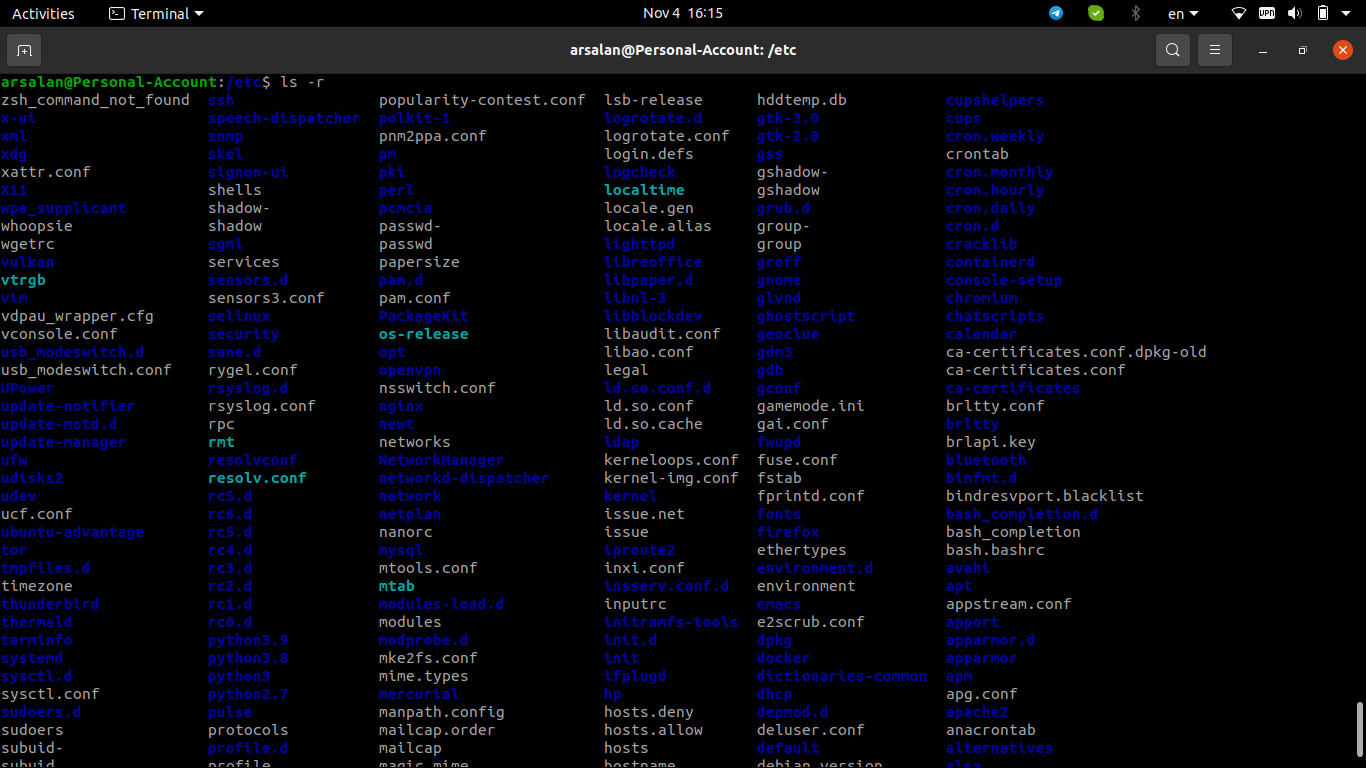 Activities Terminal Nov 4 16:15 en VPN
arsalan@Personal-Account: /etc
arsalan@Personal-Account:/etc$ ls -r
zsh_command_not_found ssh popularity-contest.conf lsb-release hddtemp.db cupshelpers
x-ui speech-dispatcher polkit-1 logrotate.d gtk-3.0 cups
xml snmp pnm2ppa.conf logrotate.conf gtk-2.0 cron.weekly
xdg skel pm login.defs gss crontab
xattr.conf signon-ui pki logcheck gshadow- cron.monthly
X11 shells perl localtime gshadow cron.hourly
wpa_supplicant shadow- pcmcia locale.gen grub.d cron.daily
whoopsie shadow passwd- locale.alias group- cron.d
wgetrc sgml passwd lighttpd group cracklib
vulkan services papersize libreoffice groff containerd
vtrgb sensors.d pam.d libpaper.d gnome console-setup
vim sensors3.conf pam.conf libnl-3 glvnd chromium
vdpau_wrapper.cfg selinux PackageKit libblockdev ghostscript chatscripts
vconsole.conf security os-release libaudit.conf geoclue calendar
usb_modeswitch.d sane.d opt libao.conf gdm3 ca-certificates.conf.dpkg-old
usb_modeswitch.conf rygel.conf openvpn legal gdb ca-certificates.conf
UPower rsyslog.d nsswitch.conf ld.so.conf.d gconf ca-certificates
update-notifier rsyslog.conf nginx ld.so.conf gamemode.ini brltty.conf
update-motd.d rpc newt ld.so.cache gai.conf brltty
update-manager rmt networks ldap fwupd brlapi.key
ufw resolvconf NetworkManager kerneloops.conf fuse.conf bluetooth
udisks2 resolv.conf networkd-dispatcher kernel-img.conf fstab binfmt.d
udev rcS.d network kernel fprintd.conf bindresvport.blacklist
ucf.conf rc6.d netplan issue.net fonts bash_completion.d
ubuntu-advantage rc5.d nanorc issue firefox bash_completion
tor rc4.d mysql iproute2 ethertypes bash.bashrc
tmpfiles.d rc3.d mtools.conf inxi.conf environment.d avahi
timezone rc2.d mtab insserv.conf.d environment apt
thunderbird rc1.d modules-load.d inputrc emacs appstream.conf
thermald rc0.d modules initramfs-tools e2scrub.conf apport
terminfo python3.9 modprobe.d init.d dpkg apparmor.d
systemd python3.8 mke2fs.conf init docker apparmor
sysctl.d python3 mime.types ifplugd dictionaries-common apm
sysctl.conf python2.7 mercurial hp dhcp apg.conf
sudoers.d pulse manpath.config hosts.deny depmod.d apache2
sudoers protocols mailcap.order hosts.allow deluser.conf anacrontab
subuid- profile.d mailcap hosts default alternatives
subuid profile magic.mime hostname debian_version alsa